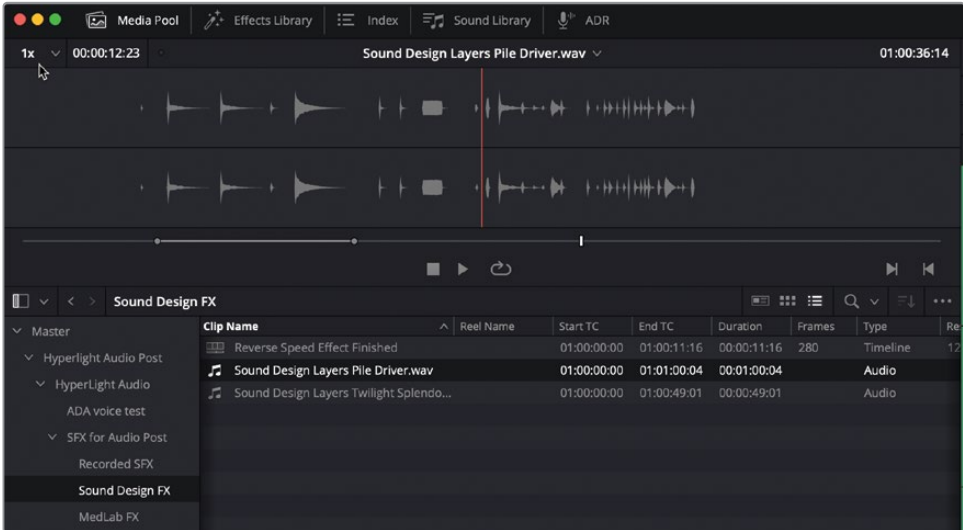 Media Pool Effects Library Index Sound Library ADR
1x 00:00:12:23 Sound Design Layers Pile Driver.wav 01:00:36:14
Sound Design FX
Clip Name Reel Name Start TC End TC Duration Frames Type Re
Master
Reverse Speed Effect Finished 01:00:00:00 01:00:11:16 00:00:11:16 280 Timeline 12
Hyperlight Audio Post
Sound Design Layers Pile Driver.wav 01:00:00:00 01:01:00:04 00:01:00:04 Audio
HyperLight Audio
Sound Design Layers Twilight Splendo... 01:00:00:00 01:00:49:01 00:00:49:01 Audio
ADA voice test
SFX for Audio Post
Recorded SFX
Sound Design FX
MedLab FX